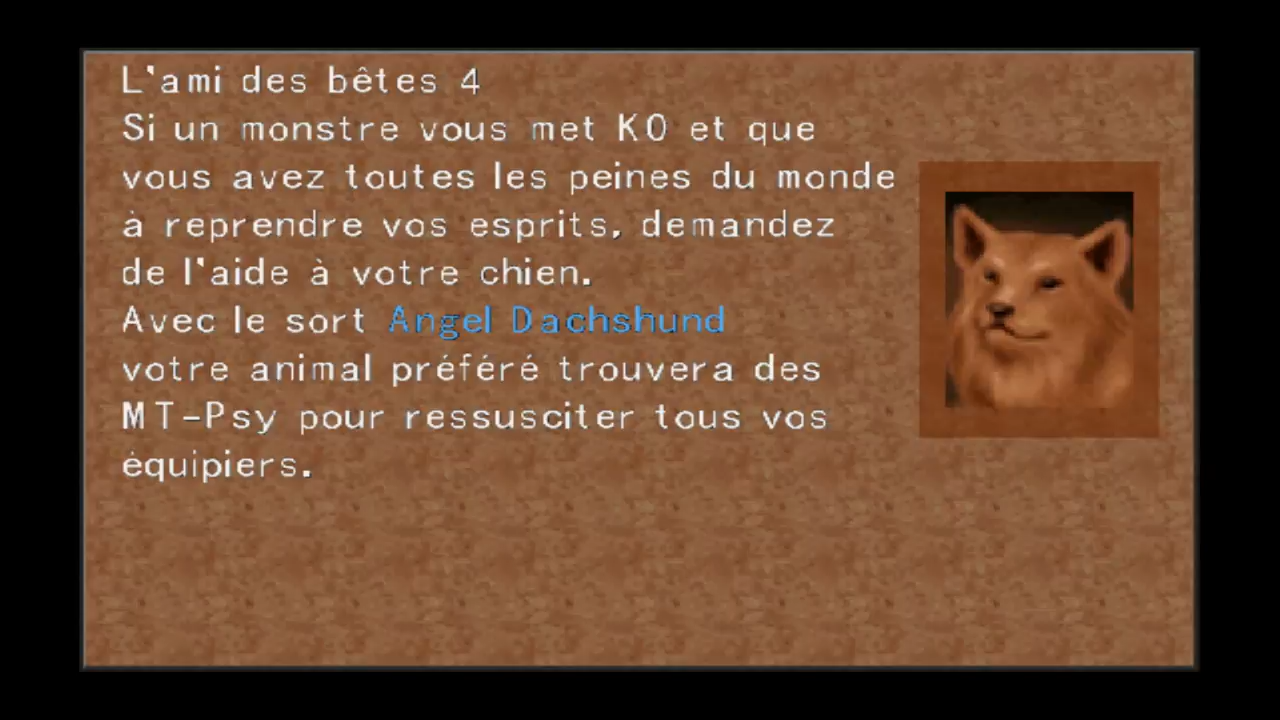 L'ami des bêtes 4
Si un monstre vous met KO et que
vous avez toutes les peines du monde
à reprendre vos esprits, demandez
de l'aide à votre chien.
Avec le sort Angel Dachshund
votre animal préféré trouvera des
MT-Psy pour ressusciter tous vos
équipiers.